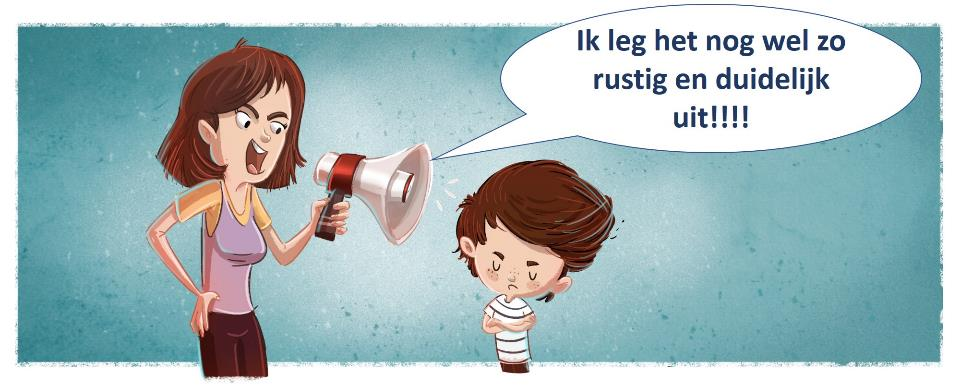 Ik leg het nog wel zo
rustig en duidelijk
uit!!!!